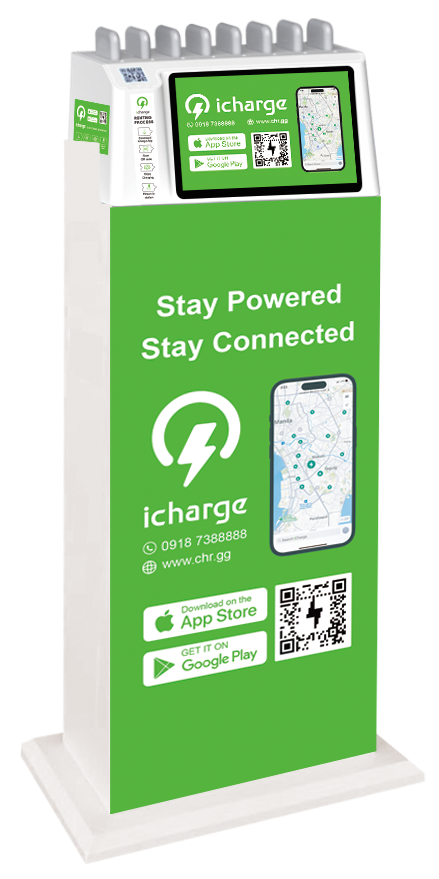 icharge
RENTING
PROCESS
icharge
0918 7388888
www.chr.gg
Download on the
App Store
GET IT ON
Google Play
icharge
Stay Powered
Stay Connected
icharge
0918 7388888
www.chr.gg
Manila
Download on the
App Store
GET IT ON
Google Play